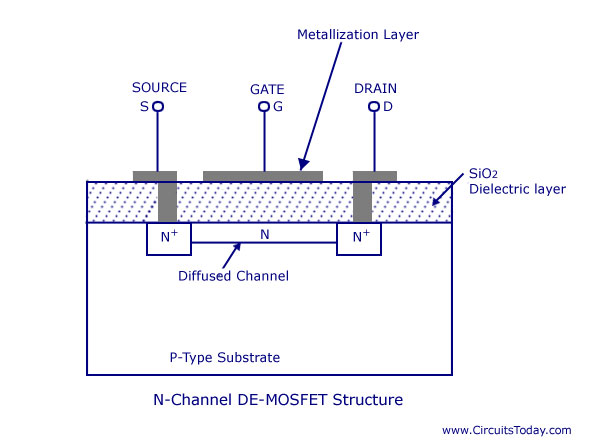 Metallization Layer
SOURCE
GATE
DRAIN
S
G
D
SiO2
Dielectric layer
N+
N
N+
Diffused Channel
P-Type Substrate
N-Channel DE-MOSFET Structure
www.CircuitsToday.com